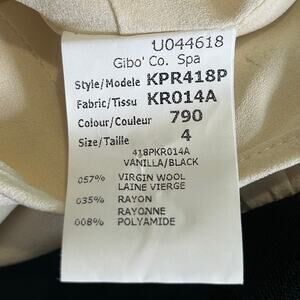 U044618
Gibo' Co. Spa
Style/Modele KPR418P
Fabric/Tissu KR014A
Colour/Couleur 790
Size/Taille 4
418PKR014A
VANILLA/BLACK
057% VIRGIN WOOL
LAINE VIERGE
035% RAYON
RAYONNE
008% POLYAMIDE